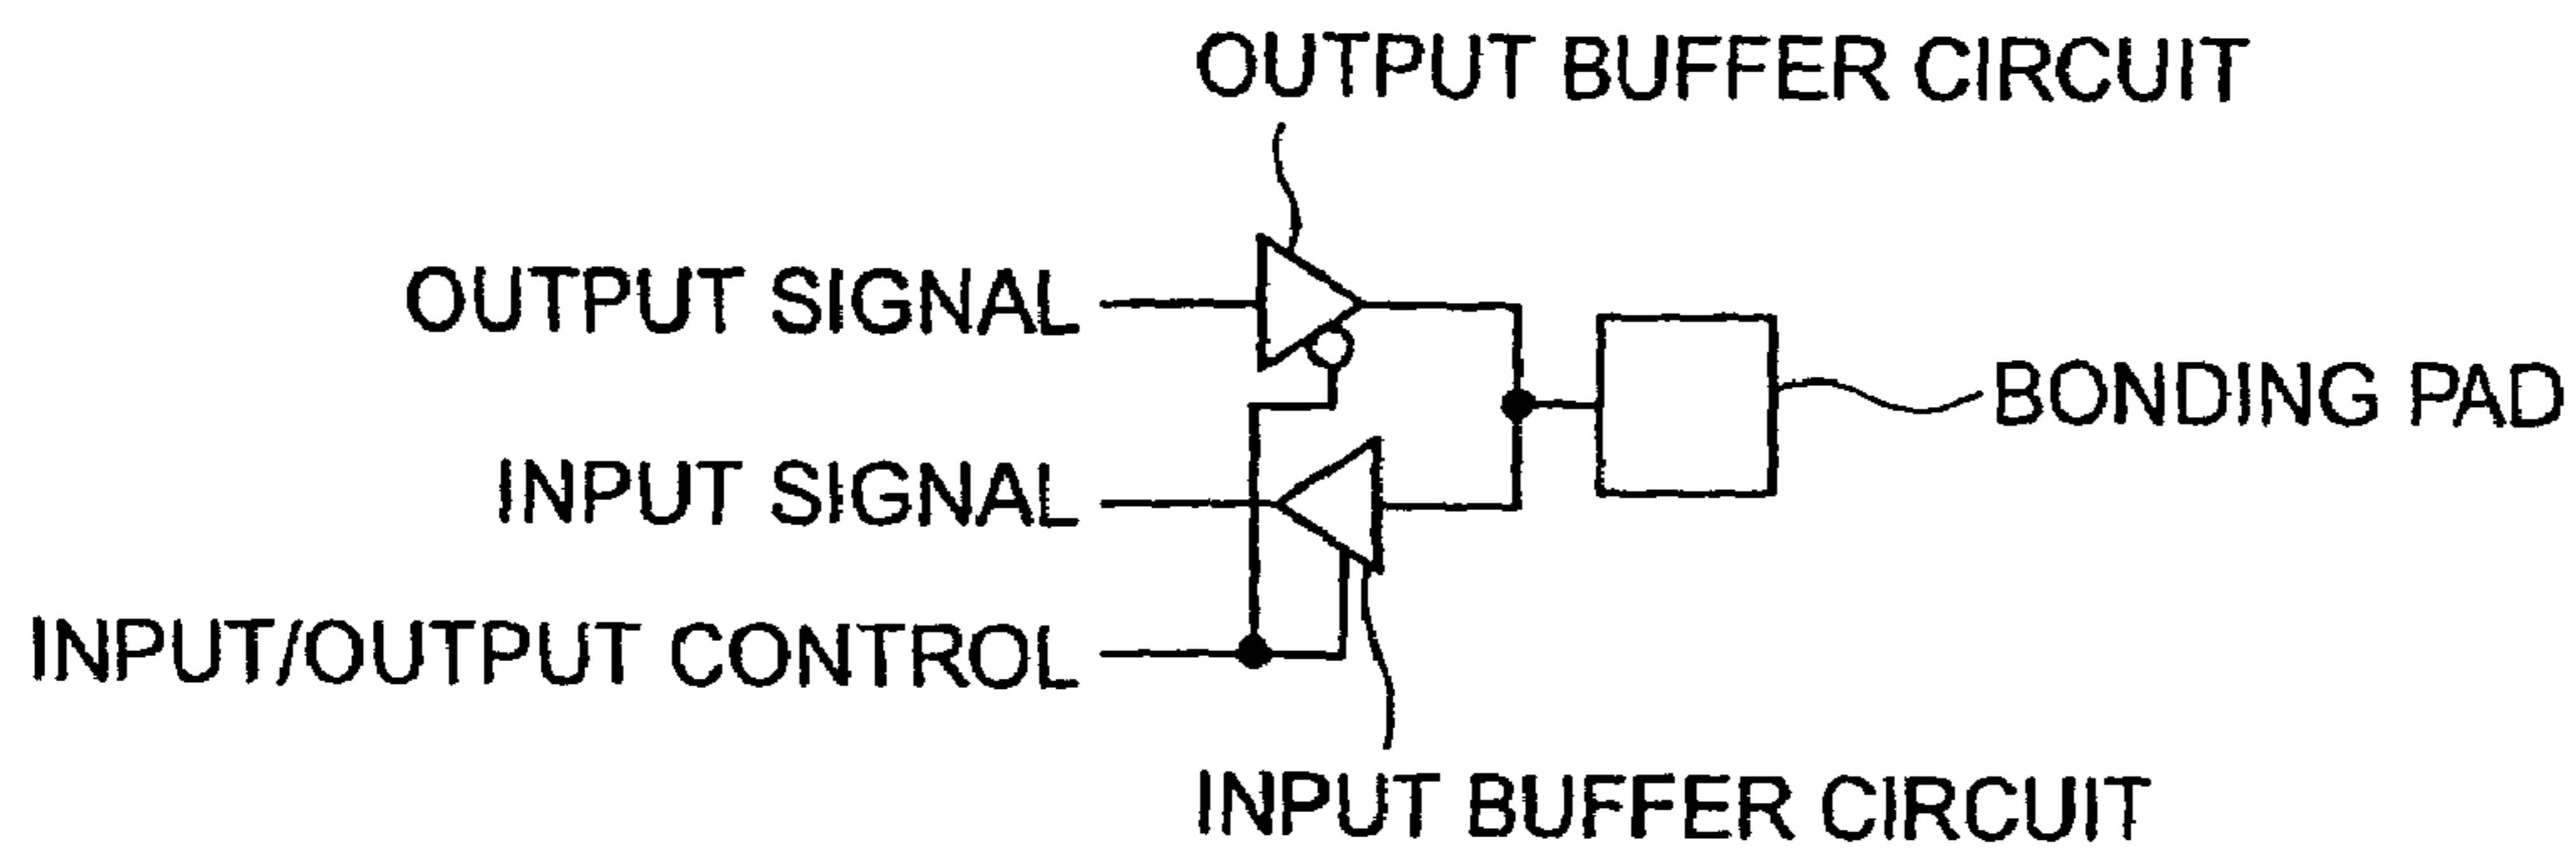 OUTPUT BUFFER CIRCUIT
OUTPUT SIGNAL
BONDING PAD
INPUT SIGNAL
INPUT/OUTPUT CONTROL
INPUT BUFFER CIRCUIT